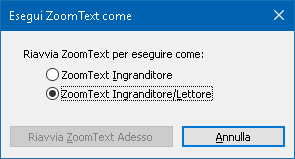 Esegui ZoomText come
Riavvia ZoomText per eseguire come:
ZoomText Ingranditore
ZoomText Ingranditore/Lettore
Riavvia ZoomText Adesso
Annulla